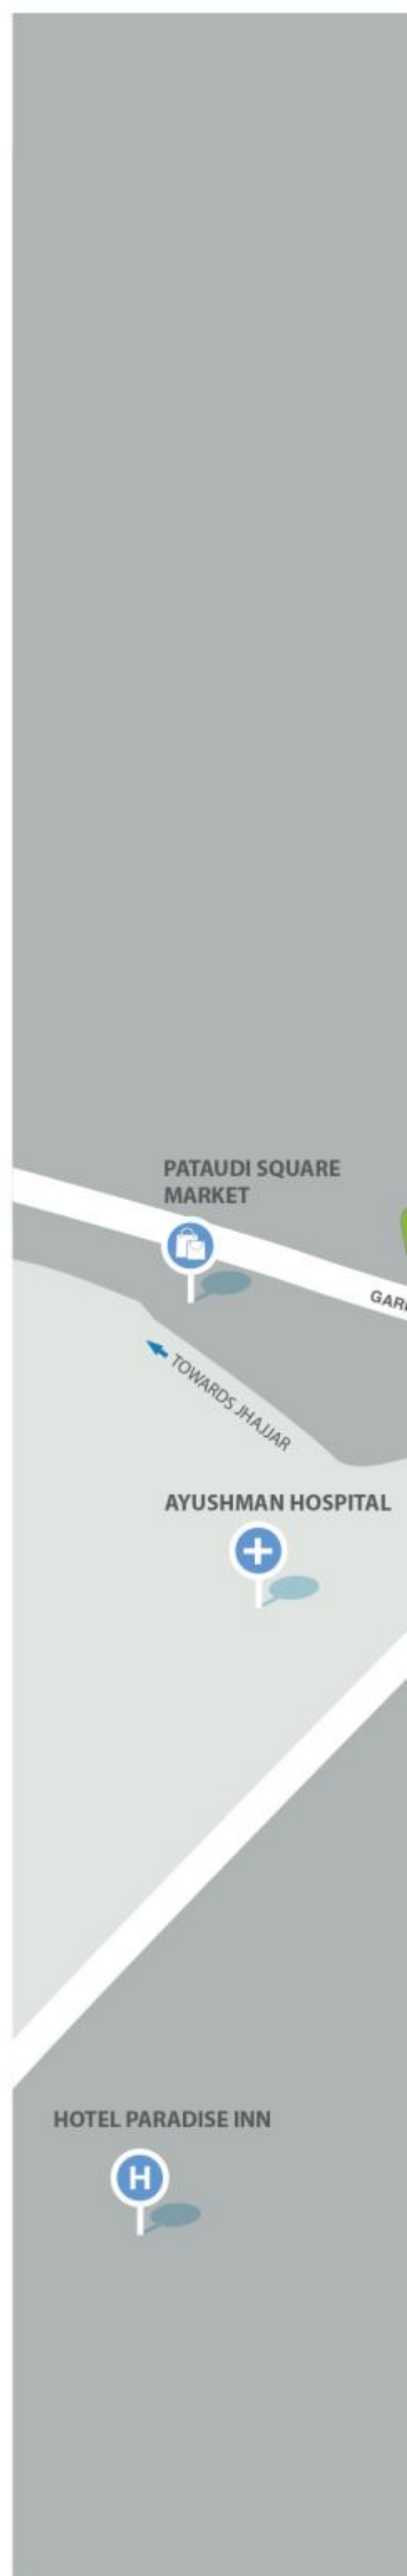 PATAUDI SQUARE
MARKET
TOWARDS JHAJJAR
AYUSHMAN HOSPITAL
HOTEL PARADISE INN
H